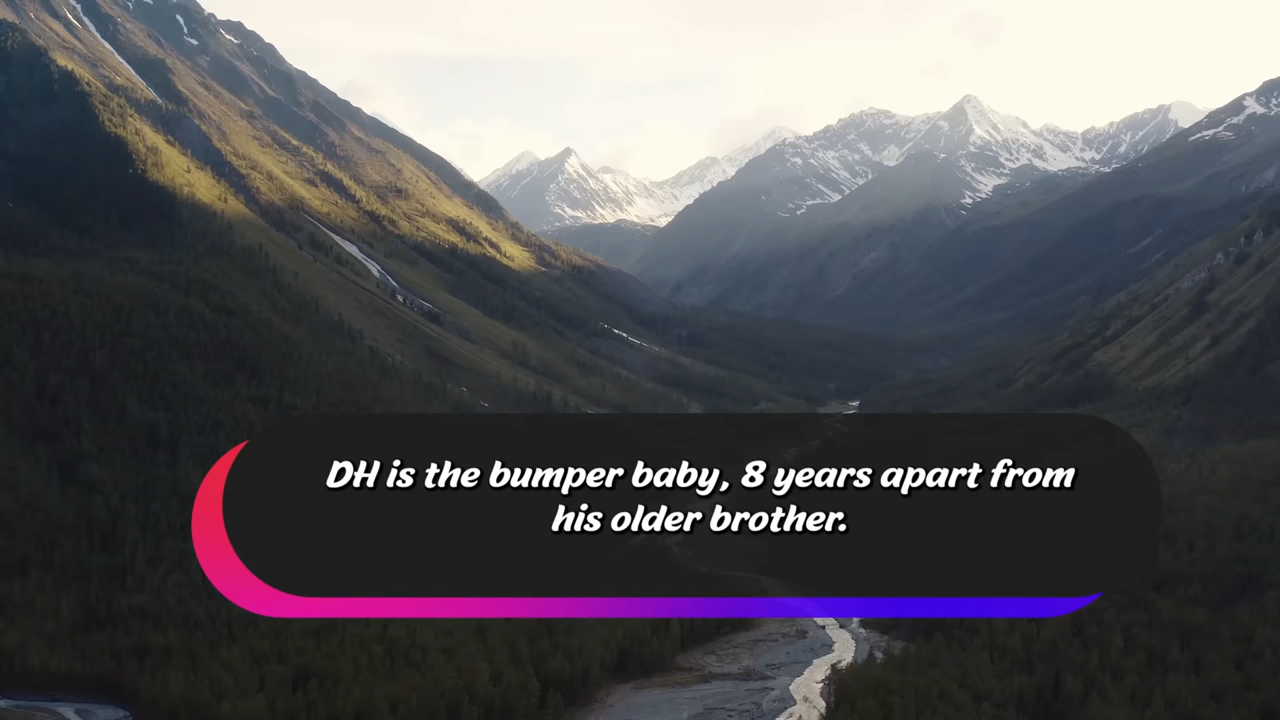 DH is the bumper baby, 8 years apart from
his older brother.